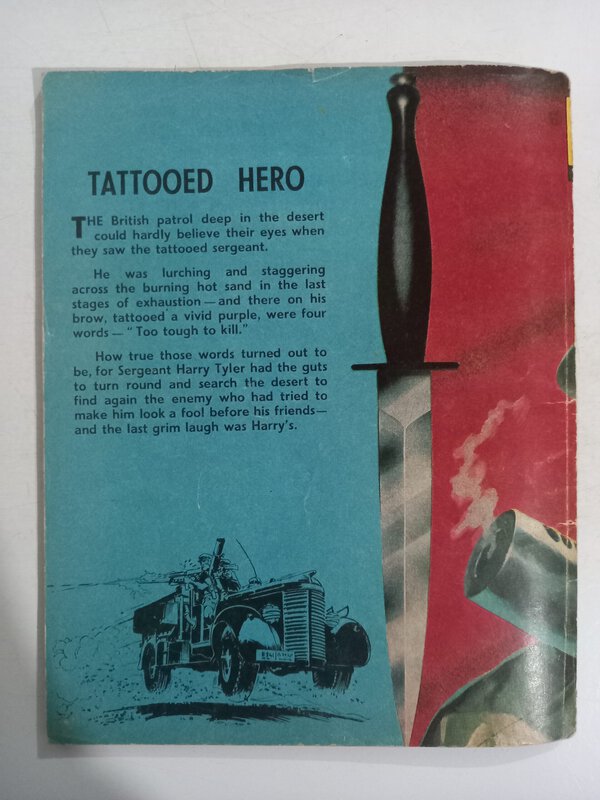 TATTOOED HERO
THE British patrol deep in the desert
could hardly believe their eyes when
they saw the tattooed sergeant.
He was lurching and staggering
across the burning hot sand in the last
stages of exhaustion—and there on his
brow, tattooed a vivid purple, were four
words—"Too tough to kill."
How true those words turned out to
be, for Sergeant Harry Tyler had the guts
to turn round and search the desert to
find again the enemy who had tried to
make him look a fool before his friends—
and the last grim laugh was Harry's.